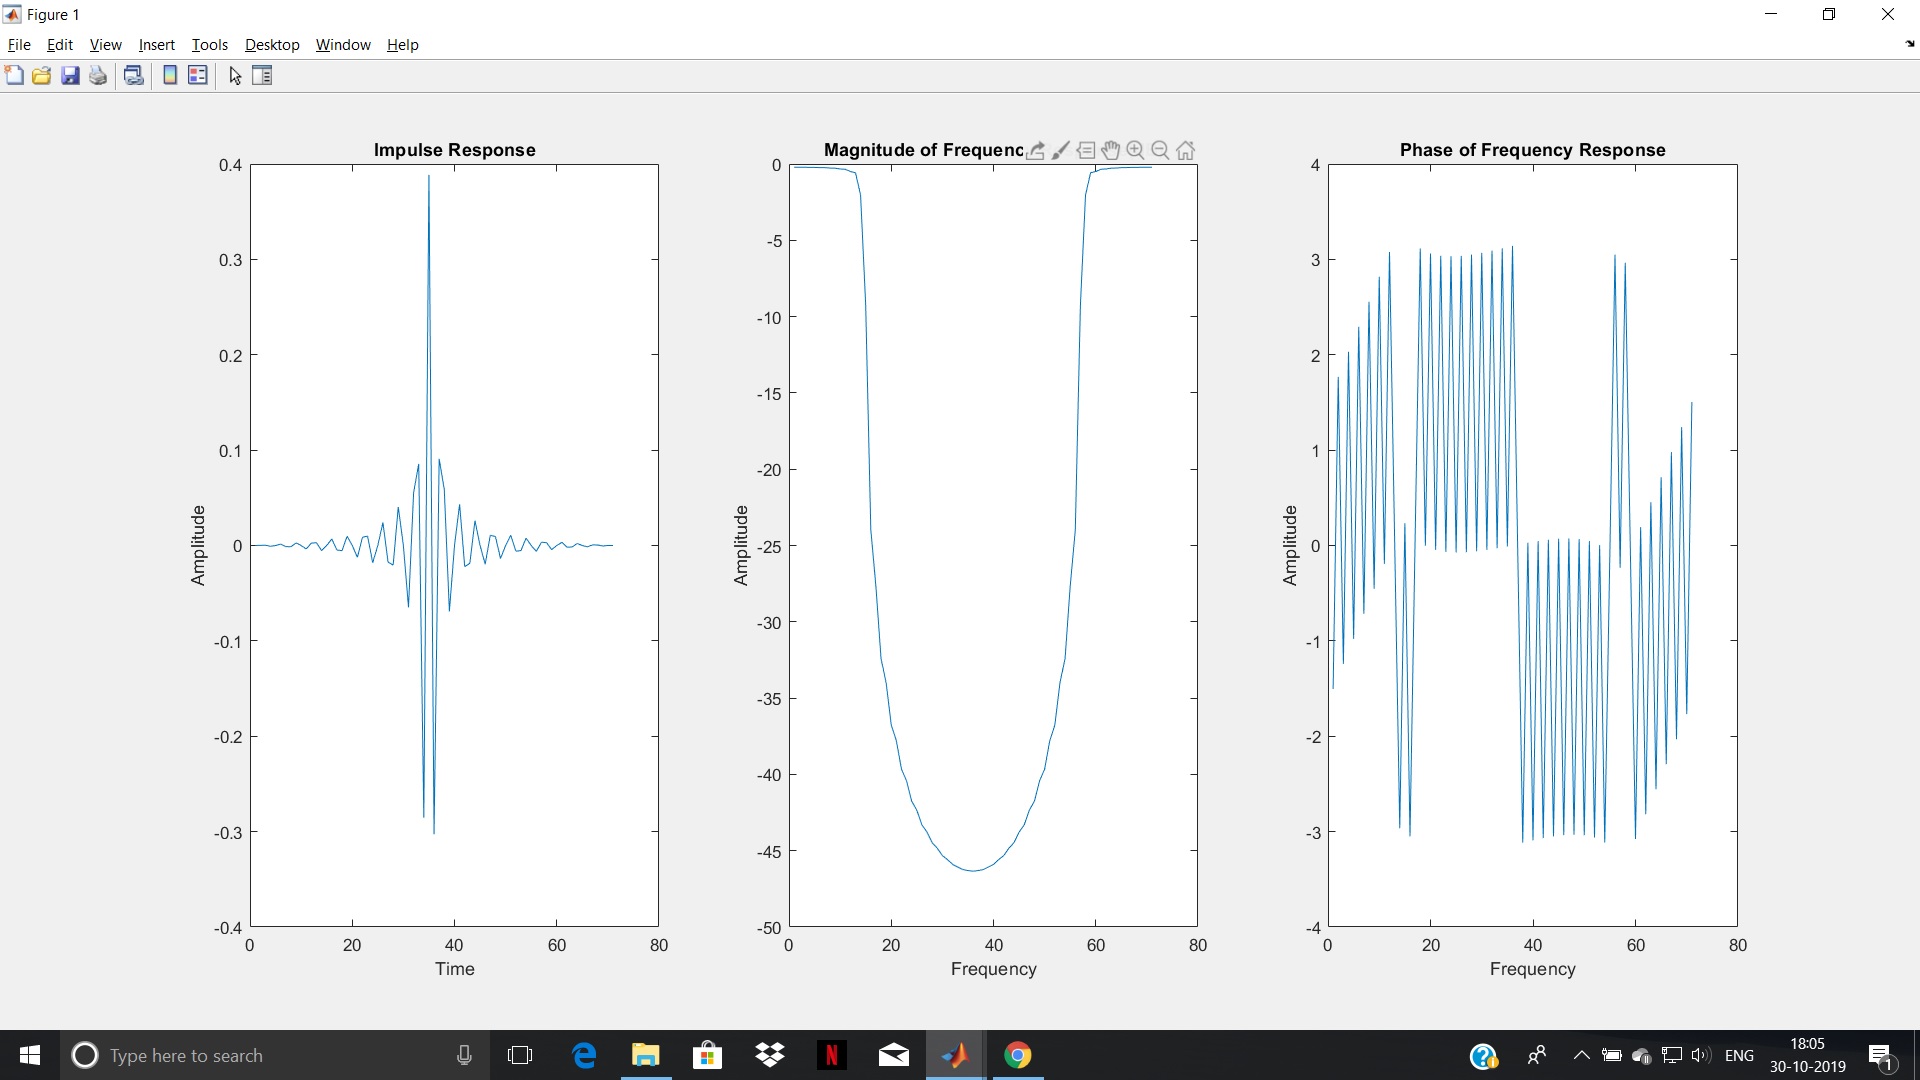 Figure 1
File Edit View Insert Tools Desktop Window Help
Impulse Response
0.4
0.3
0.2
0.1
0
-0.1
-0.2
-0.3
-0.4
0 20 40 60 80
Time
Amplitude
Magnitude of Frequenc
0
-5
-10
-15
-20
-25
-30
-35
-40
-45
-50
0 20 40 60 80
Frequency
Amplitude
Phase of Frequency Response
4
3
2
1
0
-1
-2
-3
-4
0 20 40 60 80
Frequency
Amplitude
Type here to search
N
ENG
18:05
30-10-2019
1